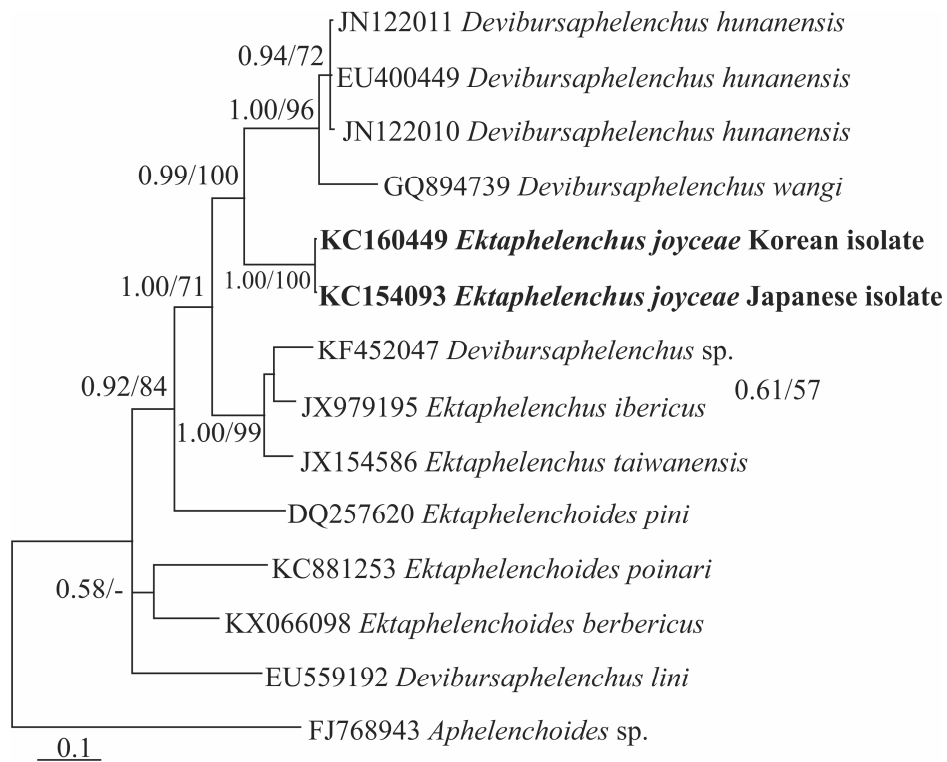 JN122011 Devibursaphelenchus hunanensis
0.94/72
EU400449 Devibursaphelenchus hunanensis
1.00/96
JN122010 Devibursaphelenchus hunanensis
0.99/100
GQ894739 Devibursaphelenchus wangi
KC160449 Ektaphelenchus joyceae Korean isolate
1.00/100
1.00/71
KC154093 Ektaphelenchus joyceae Japanese isolate
KF452047 Devibursaphelenchus sp.
0.92/84
0.61/57
JX979195 Ektaphelenchus ibericus
1.00/99
JX154586 Ektaphelenchus taiwanensis
DQ257620 Ektaphelenchoides pini
KC881253 Ektaphelenchoides poinari
0.58/-
KX066098 Ektaphelenchoides berbericus
EU559192 Devibursaphelenchus lini
FJ768943 Aphelenchoides sp.
0.1